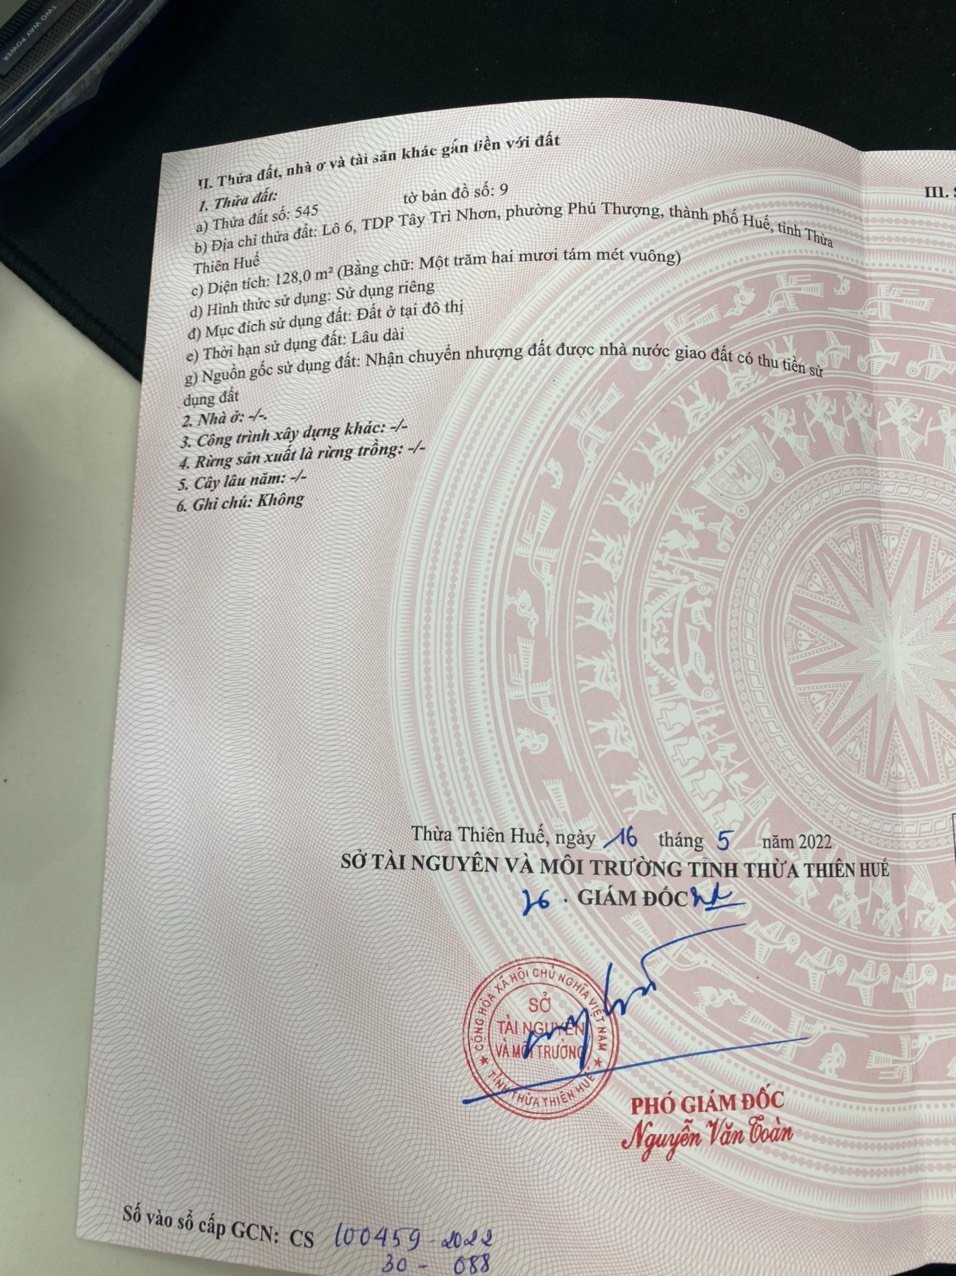 TWO WAY POWER
II. Thửa đất, nhà ở và tài sản khác gắn liền với đất
III.
1. Thửa đất:
a) Thửa đất số: 545 tờ bản đồ số: 9
b) Địa chỉ thửa đất: Lô 6, TDP Tây Trì Nhơn, phường Phú Thượng, thành phố Huế, tỉnh Thừa
Thiên Huế
c) Diện tích: 128,0 m² (Bằng chữ: Một trăm hai mươi tám mét vuông)
d) Hình thức sử dụng: Sử dụng riêng
đ) Mục đích sử dụng đất: Đất ở tại đô thị
e) Thời hạn sử dụng đất: Lâu dài
g) Nguồn gốc sử dụng đất: Nhận chuyển nhượng đất được nhà nước giao đất có thu tiền sử
dụng đất
2. Nhà ở: -/-.
3. Công trình xây dựng khác: -/-
4. Rừng sản xuất là rừng trồng: -/-
5. Cây lâu năm: -/-
6. Ghi chú: Không
Thừa Thiên Huế, ngày 16 tháng 5 năm 2022
SỞ TÀI NGUYÊN VÀ MÔI TRƯỜNG TỈNH THỪA THIÊN HUẾ
GIÁM ĐỐC
CỘNG HÒA XÃ HỘI CHỦ NGHĨA VIỆT NAM
SỞ
TÀI NGUYÊN
VÀ MÔI TRƯỜNG
TỈNH THỪA THIÊN HUẾ
PHÓ GIÁM ĐỐC
Nguyễn Văn Toàn
Số vào sổ cấp GCN: CS 100459-2022
30 - 088